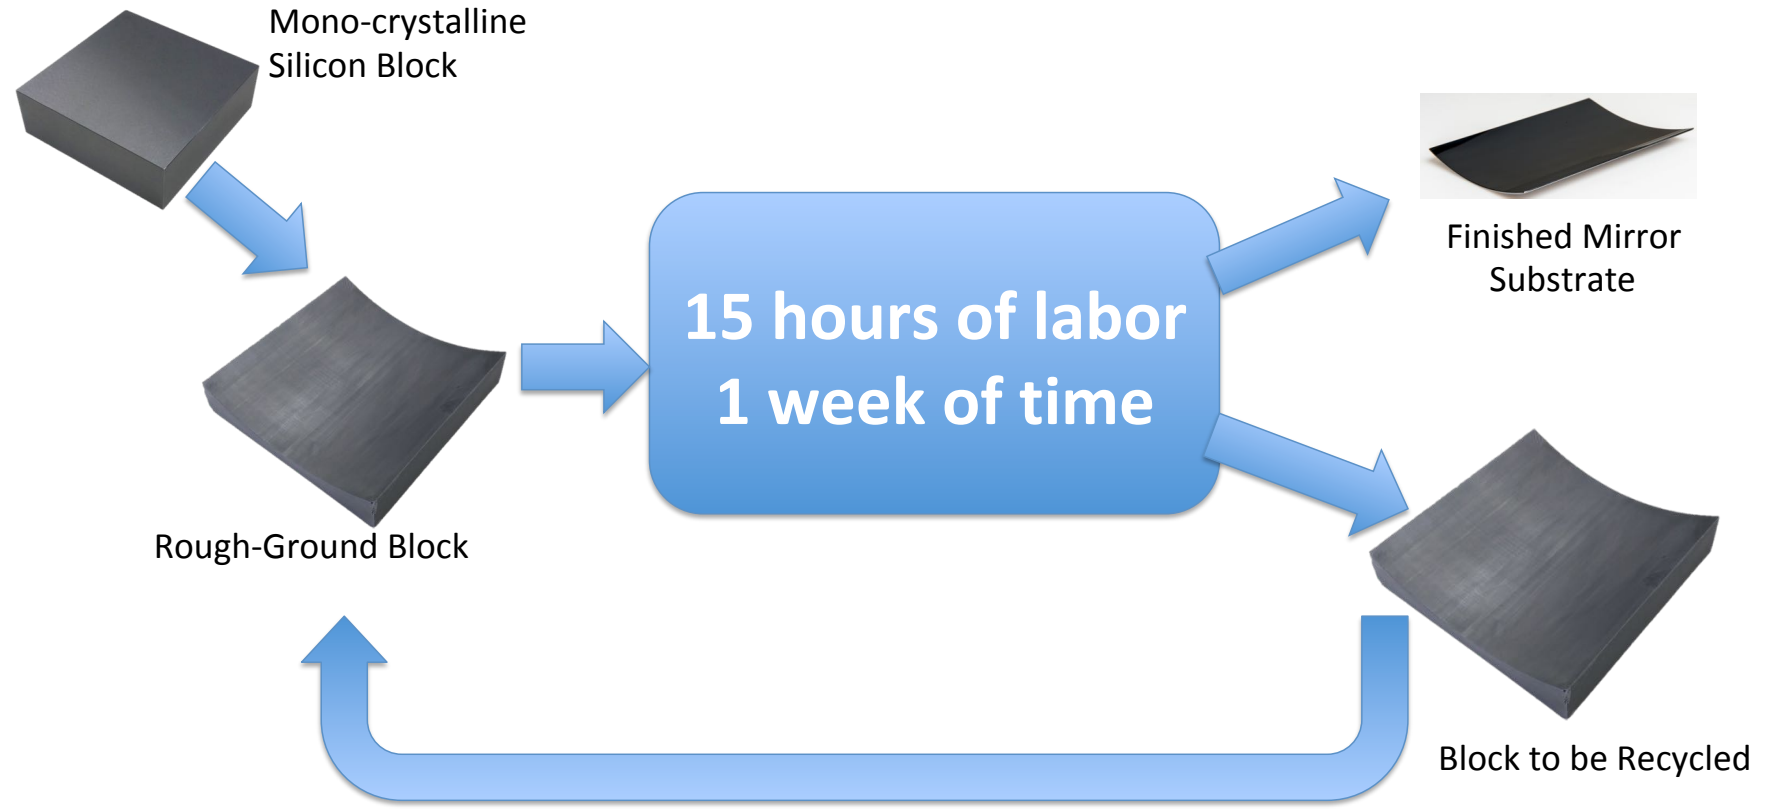 Mono-crystalline
Silicon Block
Finished Mirror
Substrate
15 hours of labor
1 week of time
Rough-Ground Block
Block to be Recycled